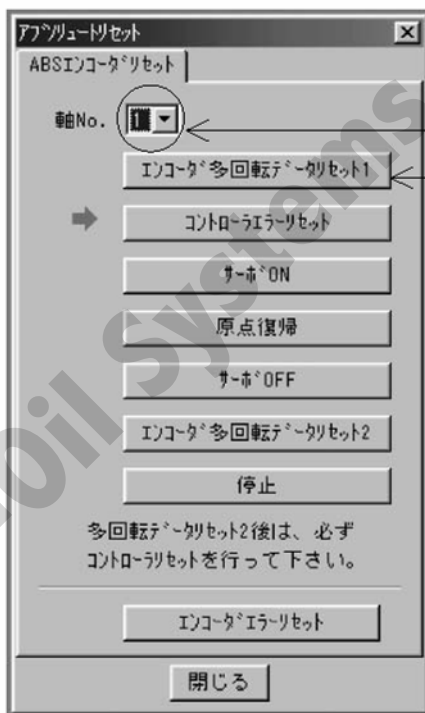 ｱﾌﾞｿﾘｭｰﾄﾘｾｯﾄ
ABSｴﾝｺｰﾀﾞﾘｾｯﾄ
軸No. 1
ｴﾝｺｰﾀﾞ多回転ﾃﾞｰﾀﾘｾｯﾄ1
ｺﾝﾄﾛｰﾗｴﾗｰﾘｾｯﾄ
ｻｰﾎﾞON
原点復帰
ｻｰﾎﾞOFF
ｴﾝｺｰﾀﾞ多回転ﾃﾞｰﾀﾘｾｯﾄ2
停止
多回転ﾃﾞｰﾀﾘｾｯﾄ2後は、必ず
ｺﾝﾄﾛｰﾗﾘｾｯﾄを行って下さい。
ｴﾝｺｰﾀﾞｴﾗｰﾘｾｯﾄ
閉じる
0il Systems